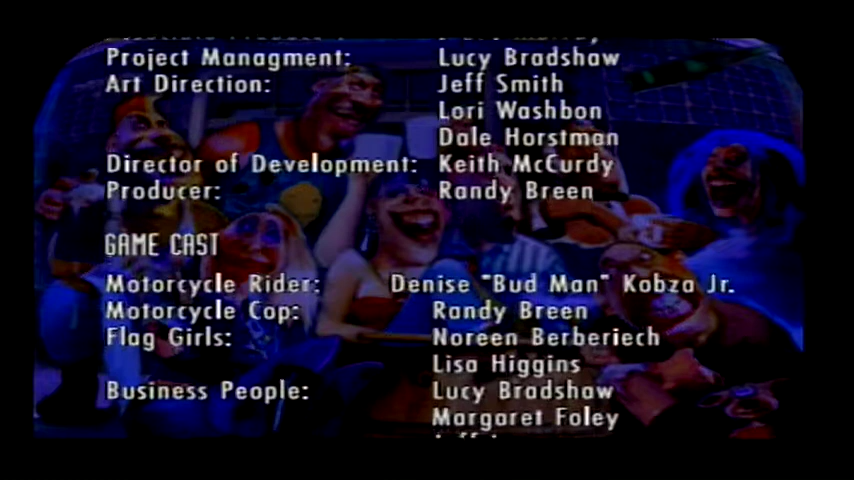 Project Managment: Lucy Bradshaw
Art Direction: Jeff Smith
Lori Washbon
Dale Horstman
Director of Development: Keith McCurdy
Producer: Randy Breen
GAME CAST
Motorcycle Rider: Denise "Bud Man" Kobza Jr.
Motorcycle Cop: Randy Breen
Flag Girls: Noreen Berberiech
Lisa Higgins
Business People: Lucy Bradshaw
Margaret Foley